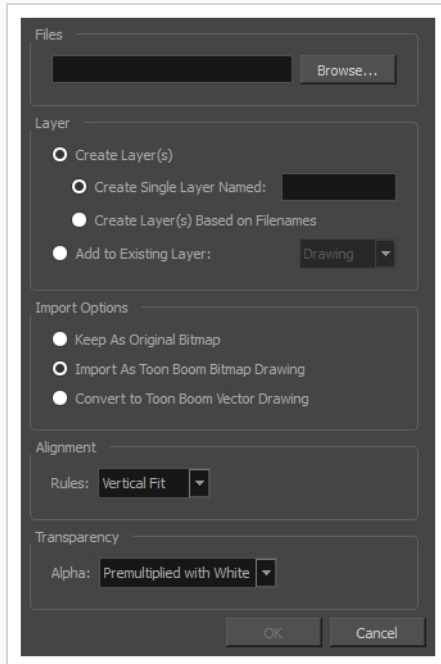 Files
Browse...
Layer
Create Layer(s)
Create Single Layer Named:
Create Layer(s) Based on Filenames
Add to Existing Layer: Drawing
Import Options
Keep As Original Bitmap
Import As Toon Boom Bitmap Drawing
Convert to Toon Boom Vector Drawing
Alignment
Rules: Vertical Fit
Transparency
Alpha: Premultiplied with White
OK Cancel